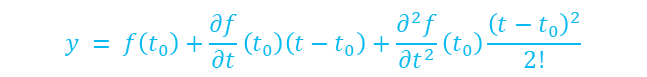 y = f(t₀) + ∂f/∂t (t₀)(t − t₀) + ∂²f/∂t² (t₀) (t − t₀)²/2!